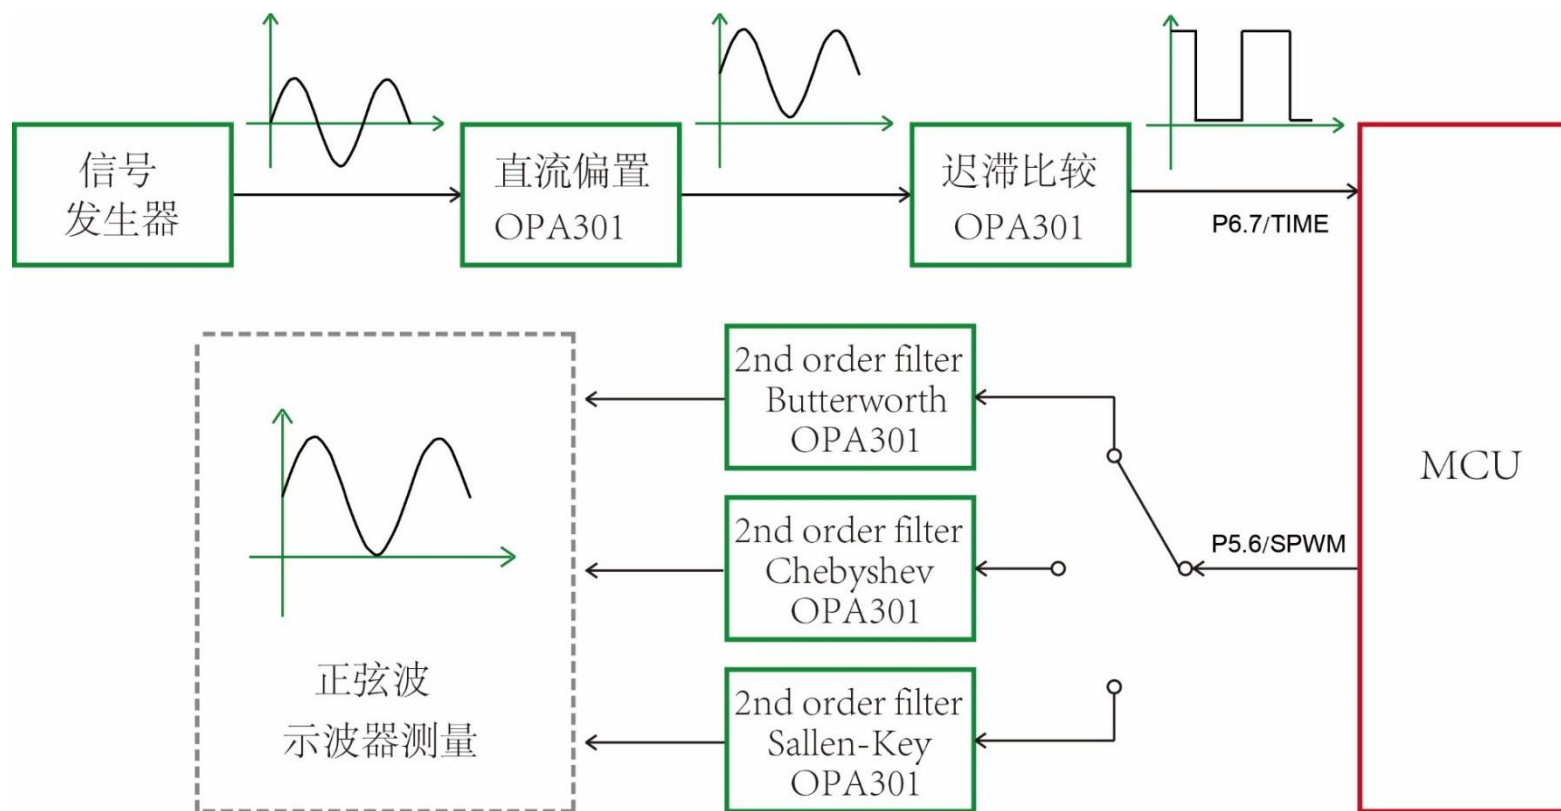 信号
发生器
直流偏置
OPA301
迟滞比较
OPA301
P6.7/TIME
MCU
P5.6/SPWM
2nd order filter
Butterworth
OPA301
2nd order filter
Chebyshev
OPA301
2nd order filter
Sallen-Key
OPA301
正弦波
示波器测量